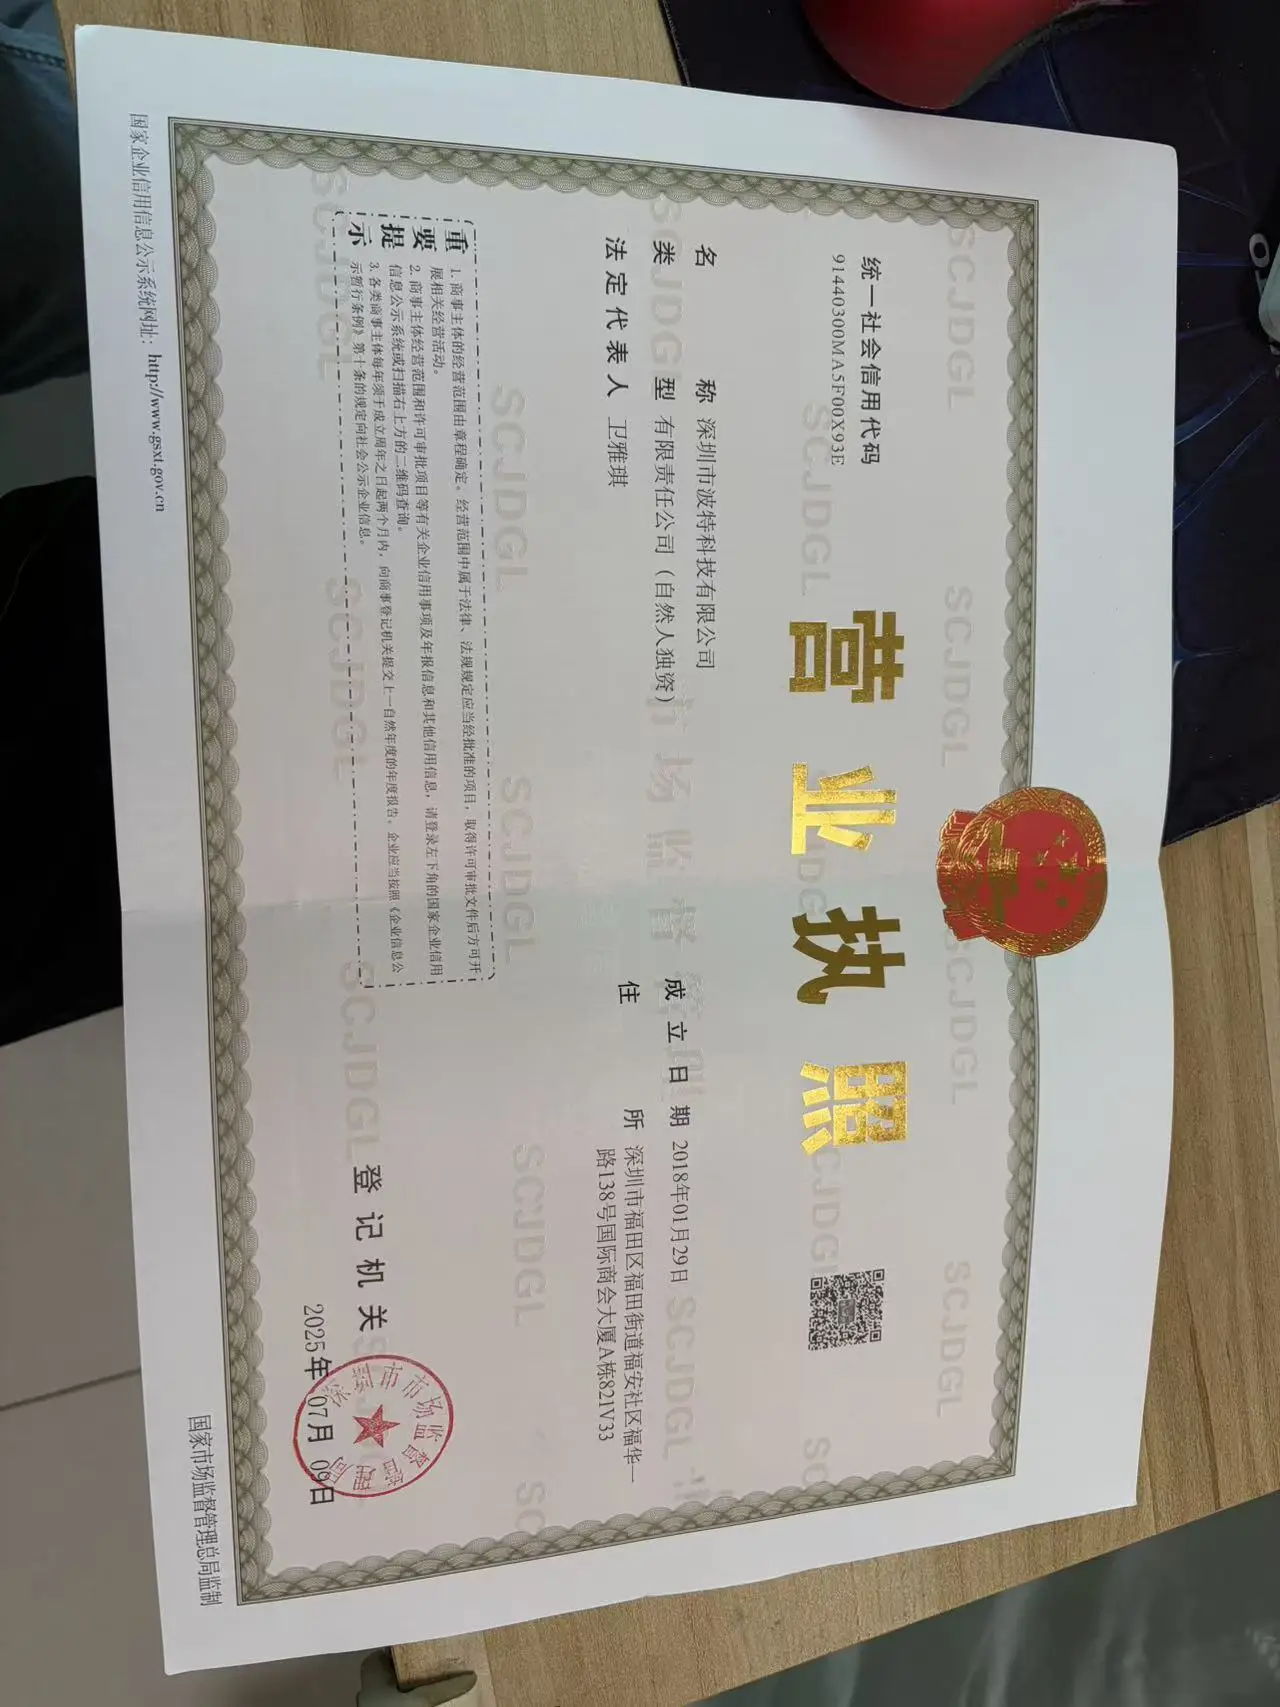 统一社会信用代码
91440300MA5F00X93E
营业执照
名称 深圳市波特科技有限公司
类型 有限责任公司（自然人独资）
法定代表人 卫雅琪
成立日期 2018年01月29日
住所 深圳市福田区福田街道福安社区福华一
路138号国际商会大厦A栋821V33
重要提示
1. 商事主体的经营范围由章程确定。经营范围中属于法律、法规规定应当经批准的项目，取得许可审批文件后方可开
展相关经营活动。
2. 商事主体经营范围和许可审批项目等有关企业信用事项及年报信息和其他信用信息，请登录左下角的国家企业信用
信息公示系统或扫描右上方的二维码查询。
3. 各类商事主体每年须于成立周年之日起两个月内，向商事登记机关提交上一自然年度的年度报告。企业应当按照《企业信息公
示暂行条例》第十条的规定向社会公示企业信息。
登记机关
深圳市市场监督管理局
2025年07月09日
国家企业信用信息公示系统网址：http://www.gsxt.gov.cn
国家市场监督管理总局监制
SCJDGL
市场监督管理